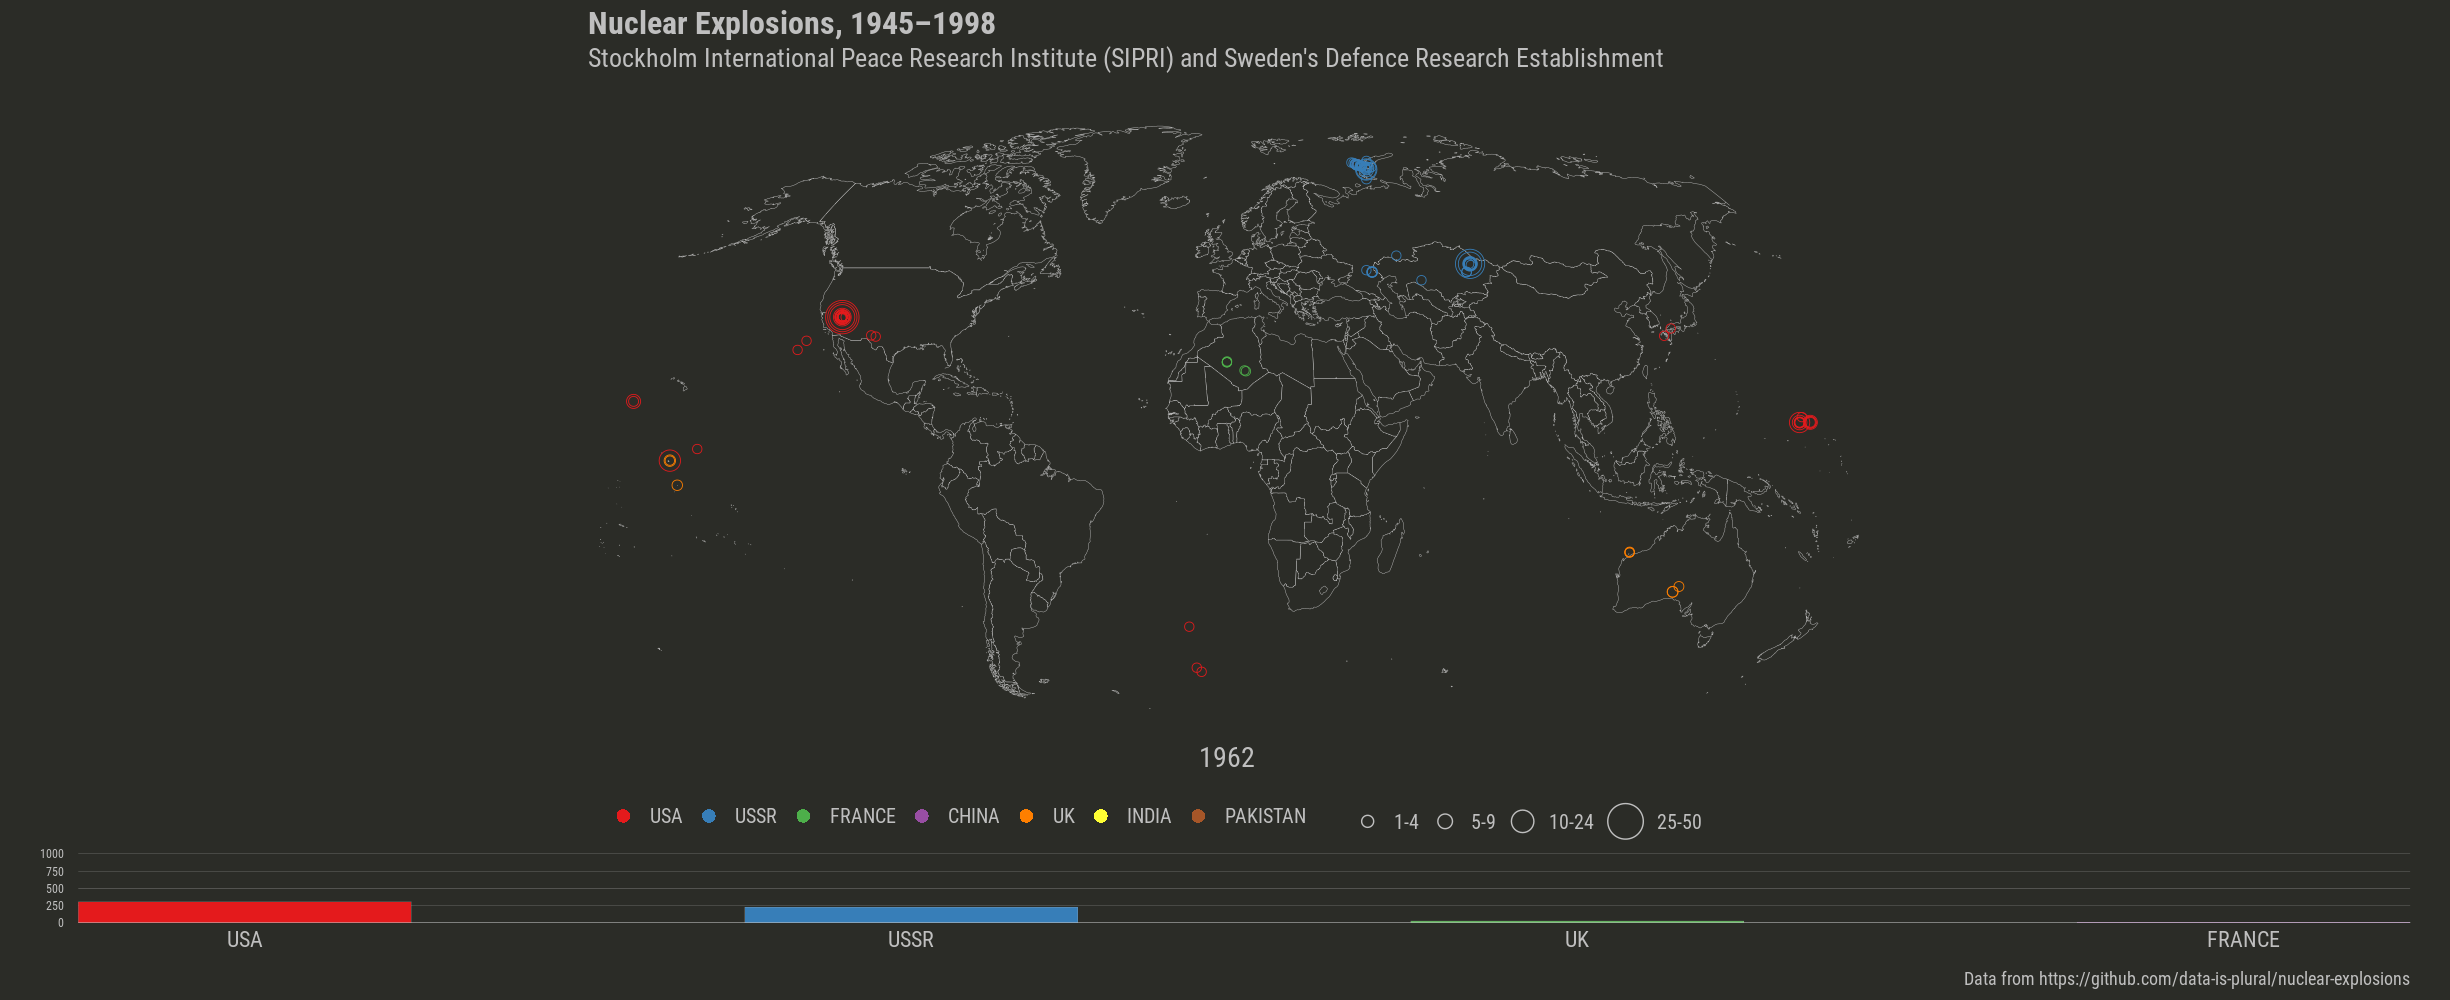 Nuclear Explosions, 1945–1998
Stockholm International Peace Research Institute (SIPRI) and Sweden's Defence Research Establishment
1962
USA USSR FRANCE CHINA UK INDIA PAKISTAN 1-4 5-9 10-24 25-50
1000
750
500
250
0
USA USSR UK FRANCE
Data from https://github.com/data-is-plural/nuclear-explosions